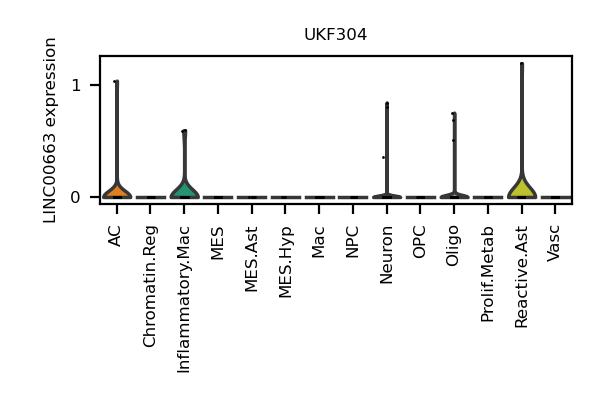 UKF304
LINC00663 expression
1
0
AC
Chromatin.Reg
Inflammatory.Mac
MES
MES.Ast
MES.Hyp
Mac
NPC
Neuron
OPC
Oligo
Prolif.Metab
Reactive.Ast
Vasc